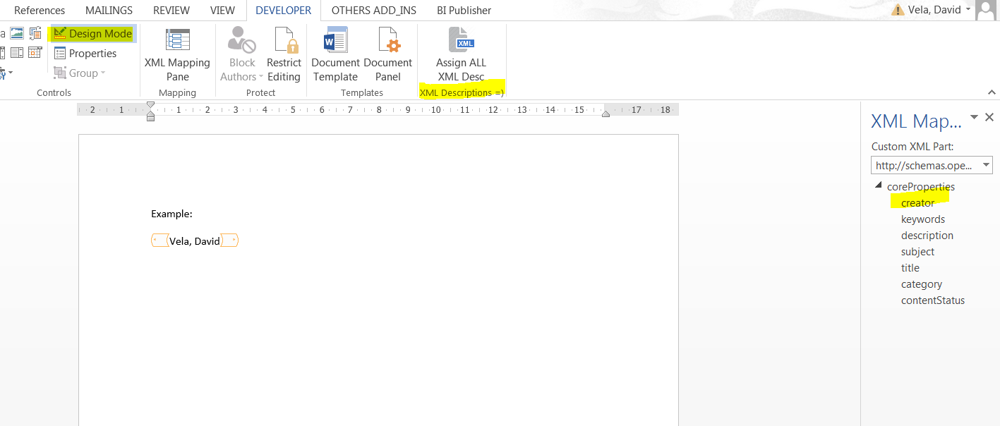 References MAILINGS REVIEW VIEW DEVELOPER OTHERS ADD_INS BI Publisher Vela, David
a Design Mode
Properties
Group
Controls
XML Mapping
Pane
Mapping
Block
Authors
Restrict
Editing
Protect
Document
Template
Document
Panel
Templates
XML
Assign ALL
XML Desc
XML Descriptions =)
2 1 1 2 3 4 5 6 7 8 9 10 11 12 13 14 15 17 18
Example:
Vela, David
XML Map...
Custom XML Part:
http://schemas.ope...
coreProperties
creator
keywords
description
subject
title
category
contentStatus